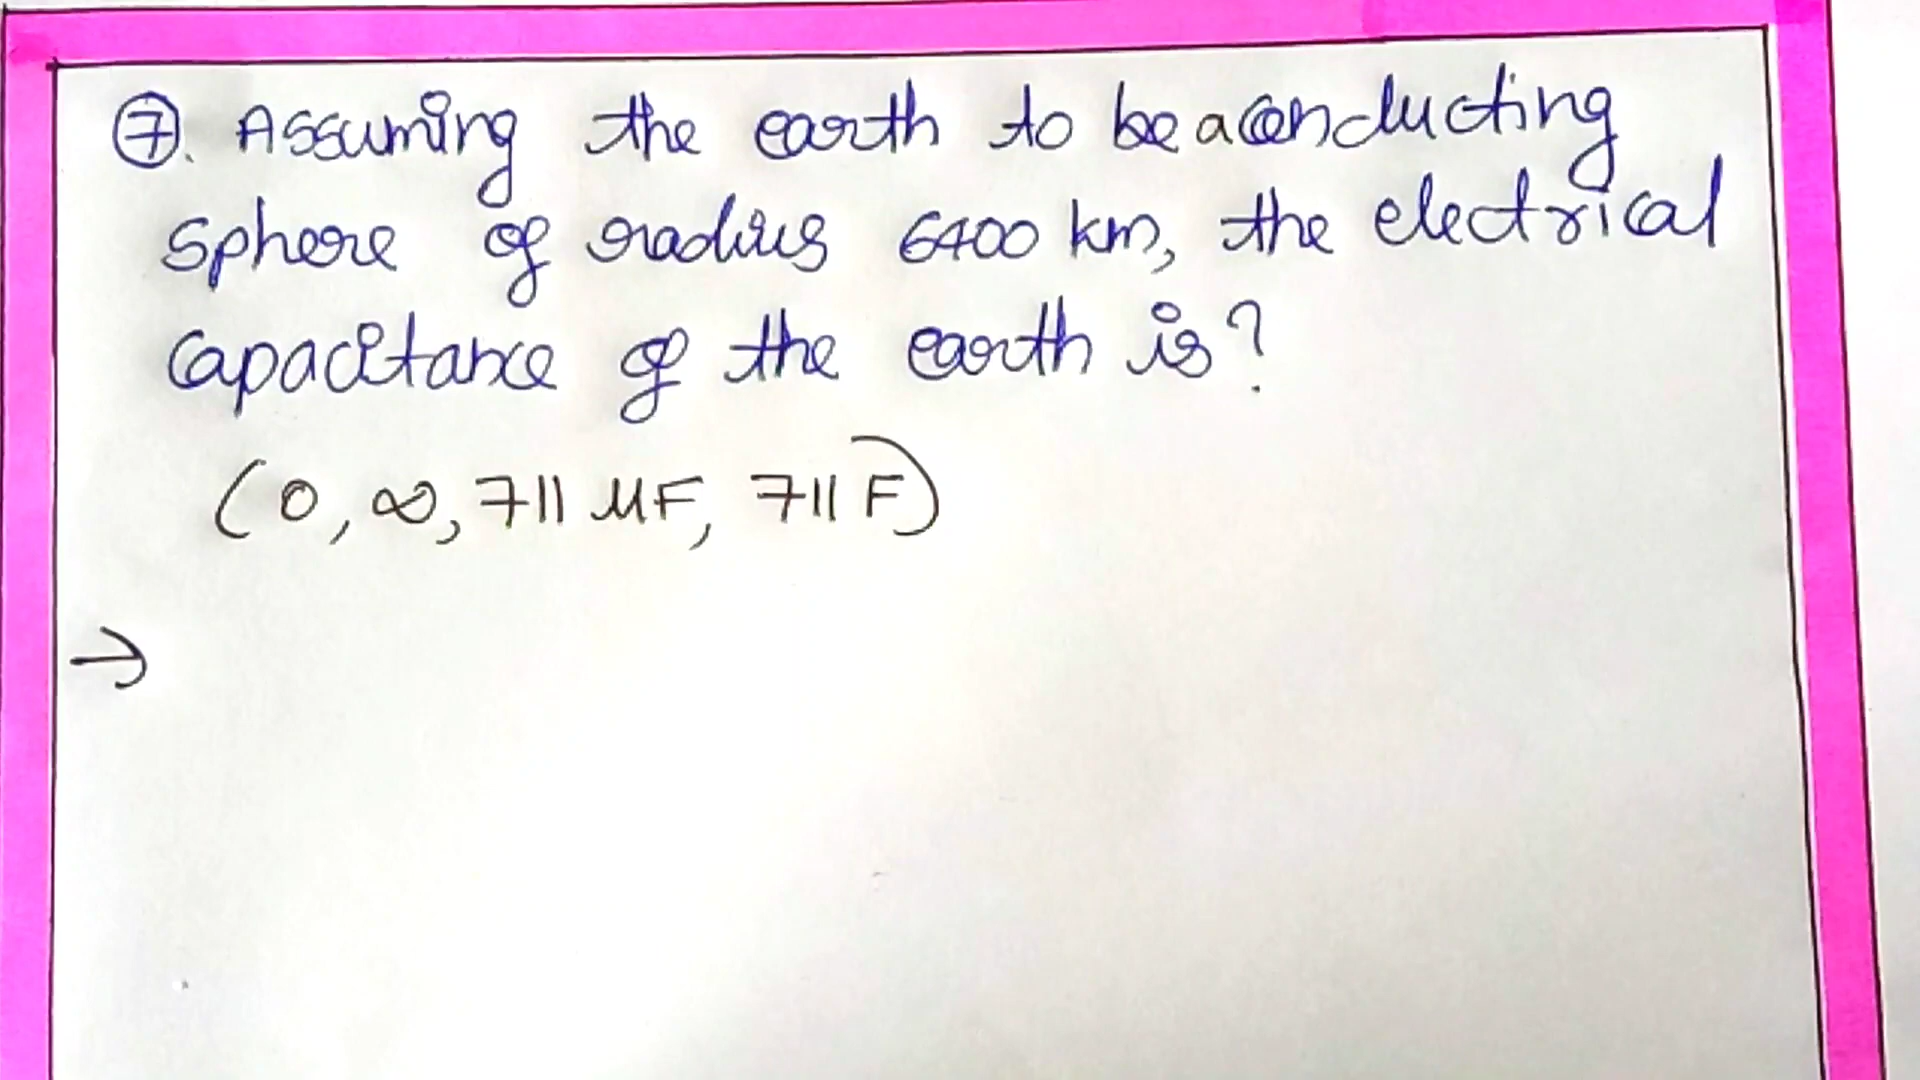 ⑦. Assuming the earth to be a conducting
sphere of radius 6400 km, the electrical
capacitance of the earth is?
(0, ∞, 711 μF, 711 F)
→